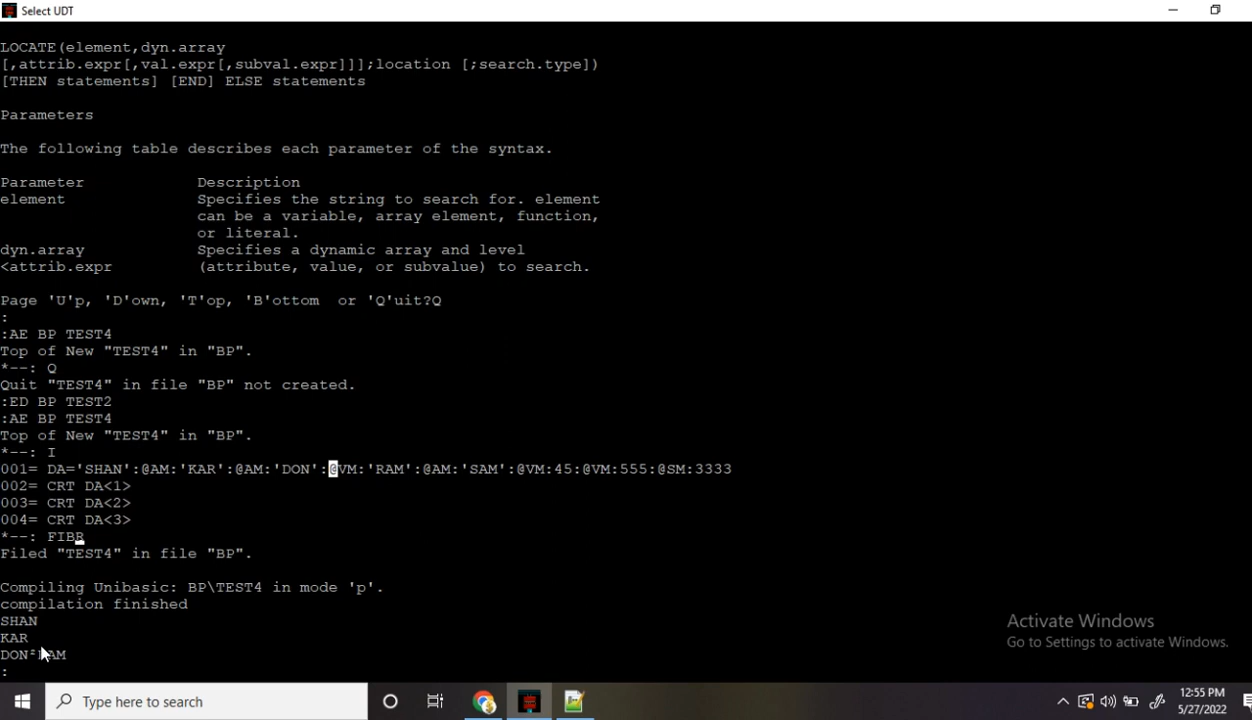 Select UDT
LOCATE(element,dyn.array
[,attrib.expr[,val.expr[,subval.expr]]];location [;search.type])
[THEN statements] [END] ELSE statements
Parameters
The following table describes each parameter of the syntax.
Parameter Description
element Specifies the string to search for. element
can be a variable, array element, function,
or literal.
dyn.array Specifies a dynamic array and level
<attrib.expr (attribute, value, or subvalue) to search.
Page 'U'p, 'D'own, 'T'op, 'B'ottom or 'Q'uit?Q
:
:AE BP TEST4
Top of New "TEST4" in "BP".
*--: Q
Quit "TEST4" in file "BP" not created.
:ED BP TEST2
:AE BP TEST4
Top of New "TEST4" in "BP".
*--: I
001= DA='SHAN':@AM:'KAR':@AM:'DON':@VM:'RAM':@AM:'SAM':@VM:45:@VM:555:@SM:3333
002= CRT DA<1>
003= CRT DA<2>
004= CRT DA<3>
*--: FIBR
Filed "TEST4" in file "BP".
Compiling Unibasic: BP\TEST4 in mode 'p'.
compilation finished
SHAN
KAR
:
Activate Windows
Go to Settings to activate Windows.
Type here to search
12:55 PM
5/27/2022